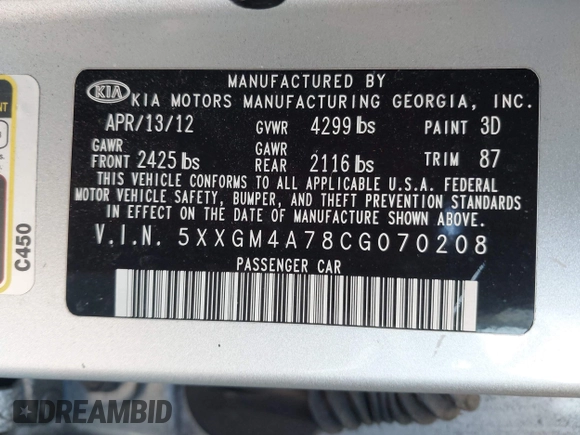 MANUFACTURED BY
KIA KIA MOTORS MANUFACTURING GEORGIA, INC.
APR/13/12 GVWR 4299 lbs PAINT 3D
GAWR FRONT 2425 lbs GAWR REAR 2116 lbs TRIM 87
THIS VEHICLE CONFORMS TO ALL APPLICABLE U.S.A. FEDERAL
MOTOR VEHICLE SAFETY, BUMPER, AND THEFT PREVENTION STANDARDS
IN EFFECT ON THE DATE OF MANUFACTURE SHOWN ABOVE.
V.I.N. 5XXGM4A78CG070208
PASSENGER CAR
C450
DREAMBID